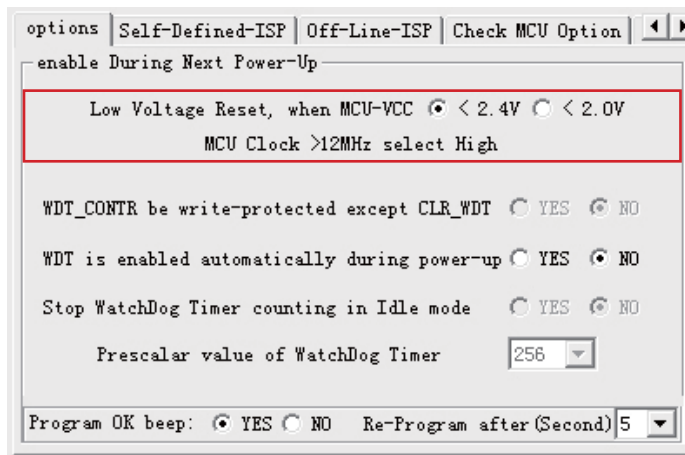 options Self-Defined-ISP Off-Line-ISP Check MCU Option
enable During Next Power-Up
Low Voltage Reset, when MCU-VCC < 2.4V < 2.0V
MCU Clock >12MHz select High
WDT_CONTR be write-protected except CLR_WDT YES NO
WDT is enabled automatically during power-up YES NO
Stop WatchDog Timer counting in Idle mode YES NO
Prescalar value of WatchDog Timer 256
Program OK beep: YES NO Re-Program after(Second) 5